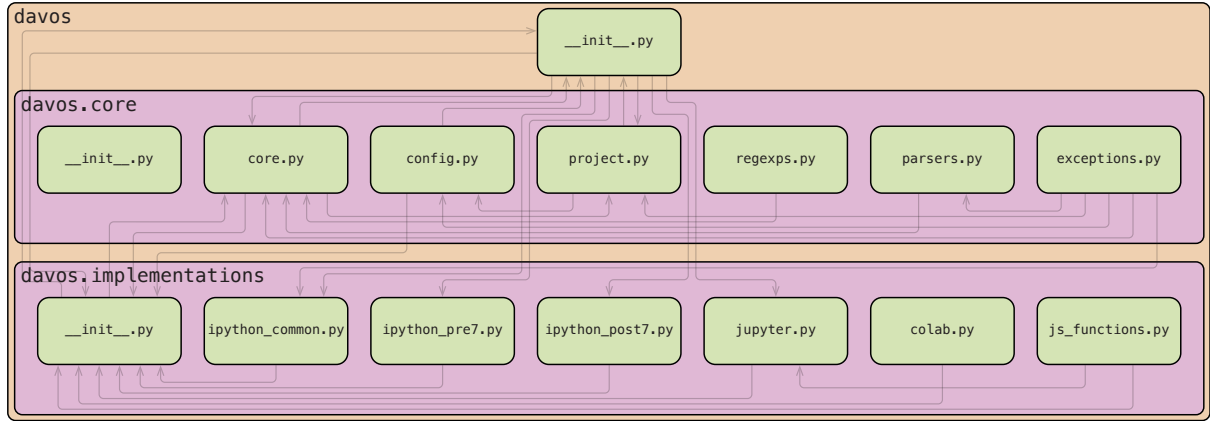 davos
__init__.py
davos.core
__init__.py
core.py
config.py
project.py
regexps.py
parsers.py
exceptions.py
davos.implementations
__init__.py
ipython_common.py
ipython_pre7.py
ipython_post7.py
jupyter.py
colab.py
js_functions.py